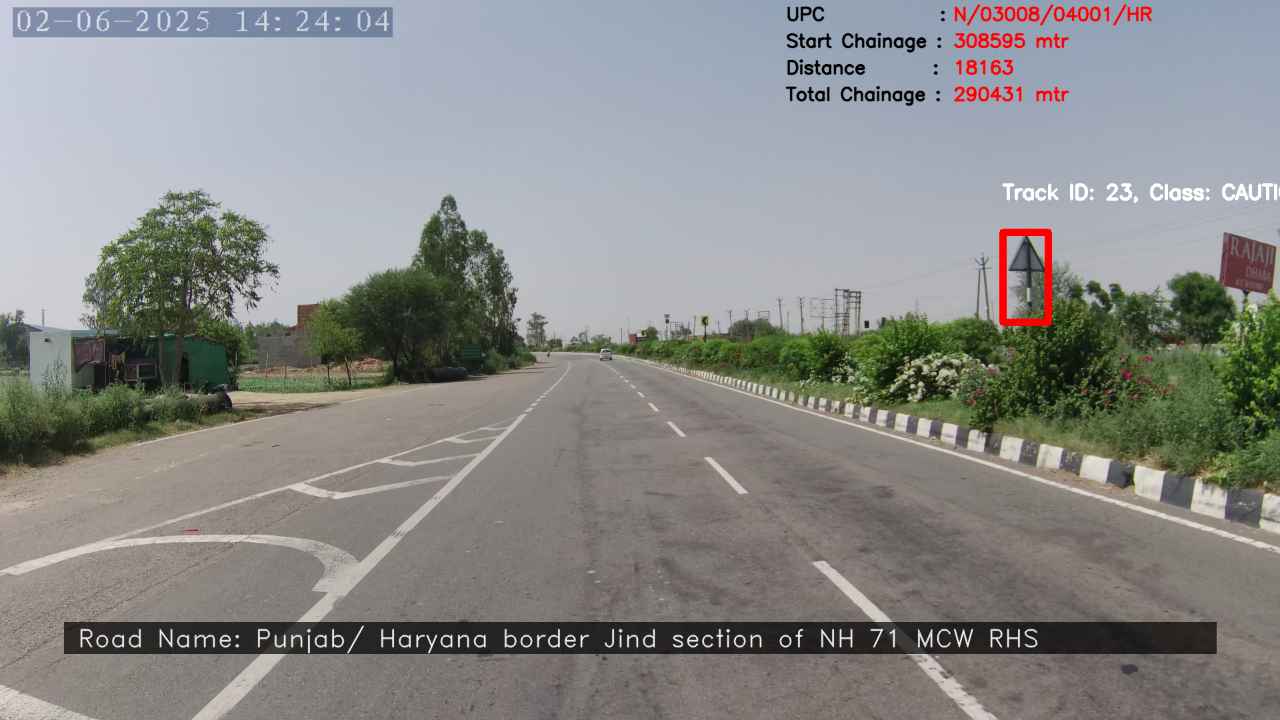 02-06-2025 14:24:04
UPC : N/03008/04001/HR
Start Chainage : 308595 mtr
Distance : 18163
Total Chainage : 290431 mtr
Track ID: 23, Class: CAUTI
RAJAJI
DHABA
Road Name: Punjab/ Haryana border Jind section of NH 71 MCW RHS